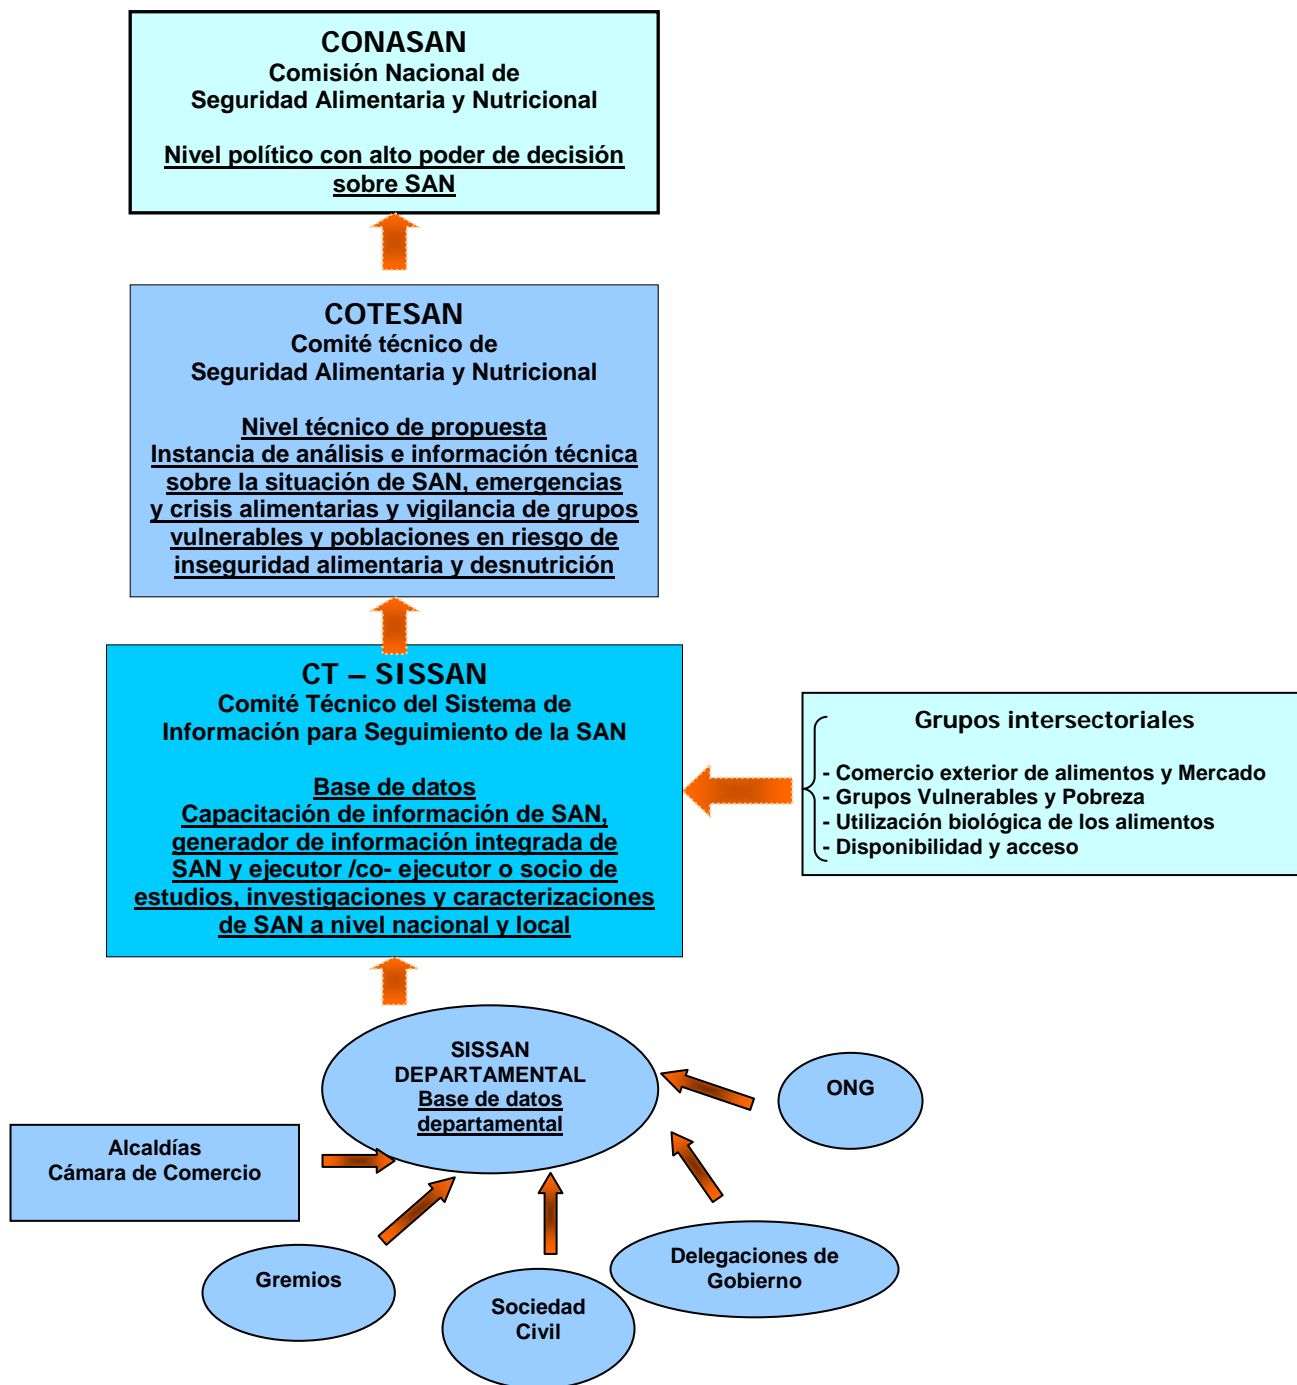 CONASAN
Comisión Nacional de
Seguridad Alimentaria y Nutricional
Nivel político con alto poder de decisión
sobre SAN
COTESAN
Comité técnico de
Seguridad Alimentaria y Nutricional
Nivel técnico de propuesta
Instancia de análisis e información técnica
sobre la situación de SAN, emergencias
y crisis alimentarias y vigilancia de grupos
vulnerables y poblaciones en riesgo de
inseguridad alimentaria y desnutrición
CT – SISSAN
Comité Técnico del Sistema de
Información para Seguimiento de la SAN
Base de datos
Capacitación de información de SAN,
generador de información integrada de
SAN y ejecutor /co- ejecutor o socio de
estudios, investigaciones y caracterizaciones
de SAN a nivel nacional y local
Grupos intersectoriales
- Comercio exterior de alimentos y Mercado
- Grupos Vulnerables y Pobreza
- Utilización biológica de los alimentos
- Disponibilidad y acceso
SISSAN
DEPARTAMENTAL
Base de datos
departamental
ONG
Alcaldías
Cámara de Comercio
Gremios
Sociedad
Civil
Delegaciones de
Gobierno